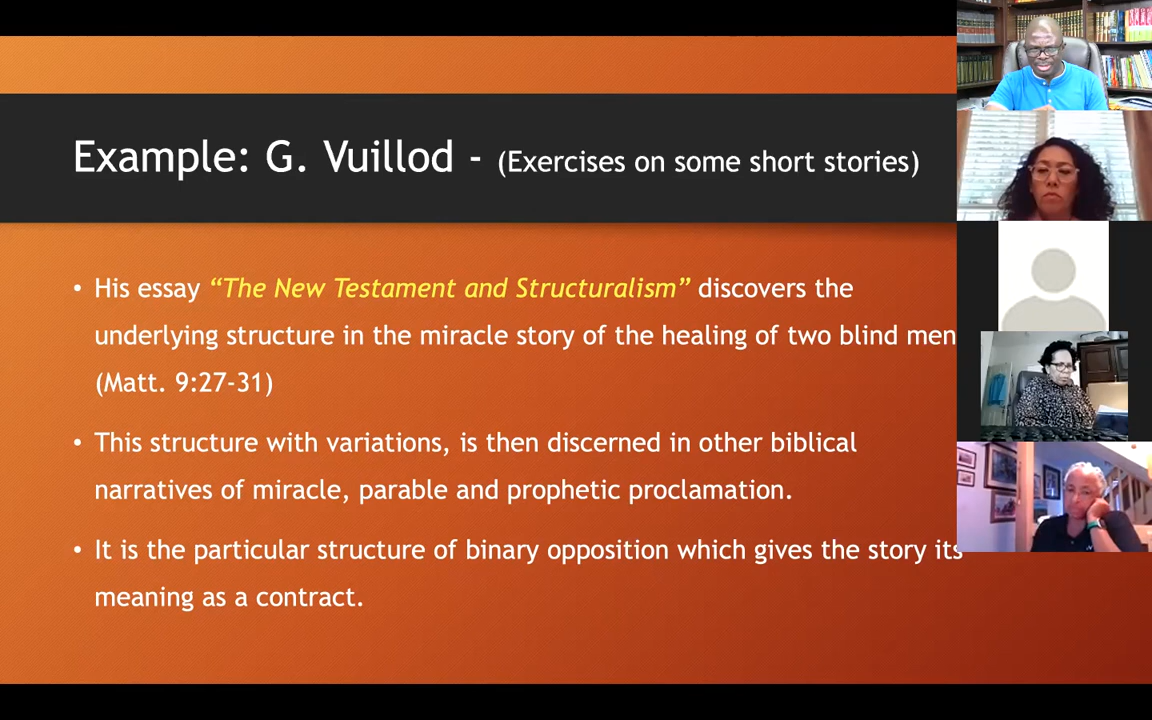 Example: G. Vuillod - (Exercises on some short stories)
• His essay “The New Testament and Structuralism” discovers the
underlying structure in the miracle story of the healing of two blind men
(Matt. 9:27-31)
• This structure with variations, is then discerned in other biblical
narratives of miracle, parable and prophetic proclamation.
• It is the particular structure of binary opposition which gives the story its
meaning as a contract.